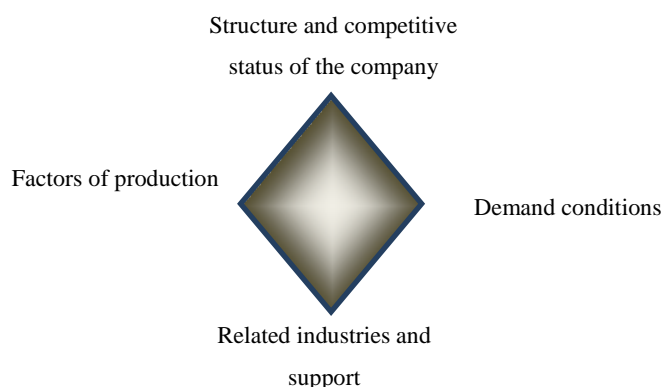 Structure and competitive
status of the company
Factors of production
Demand conditions
Related industries and
support